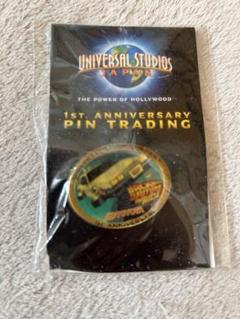 UNIVERSAL STUDIOS
JAPAN
THE POWER OF HOLLYWOOD
1ST. ANNIVERSARY
PIN TRADING